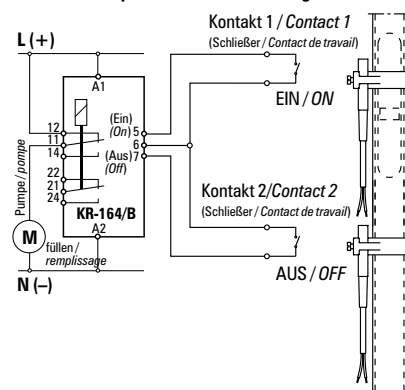 Kontakt 1 / Contact 1
(Schließer / Contact de travail)
L (+)
A1
EIN / ON
12
11
14
(Ein)
(On)
5
6
(Aus)
(Off)
7
22
21
24
KR-164/B
A2
Pumpe / pompe
M
füllen /
remplissage
N (–)
Kontakt 2/Contact 2
(Schließer / Contact de travail)
AUS / OFF